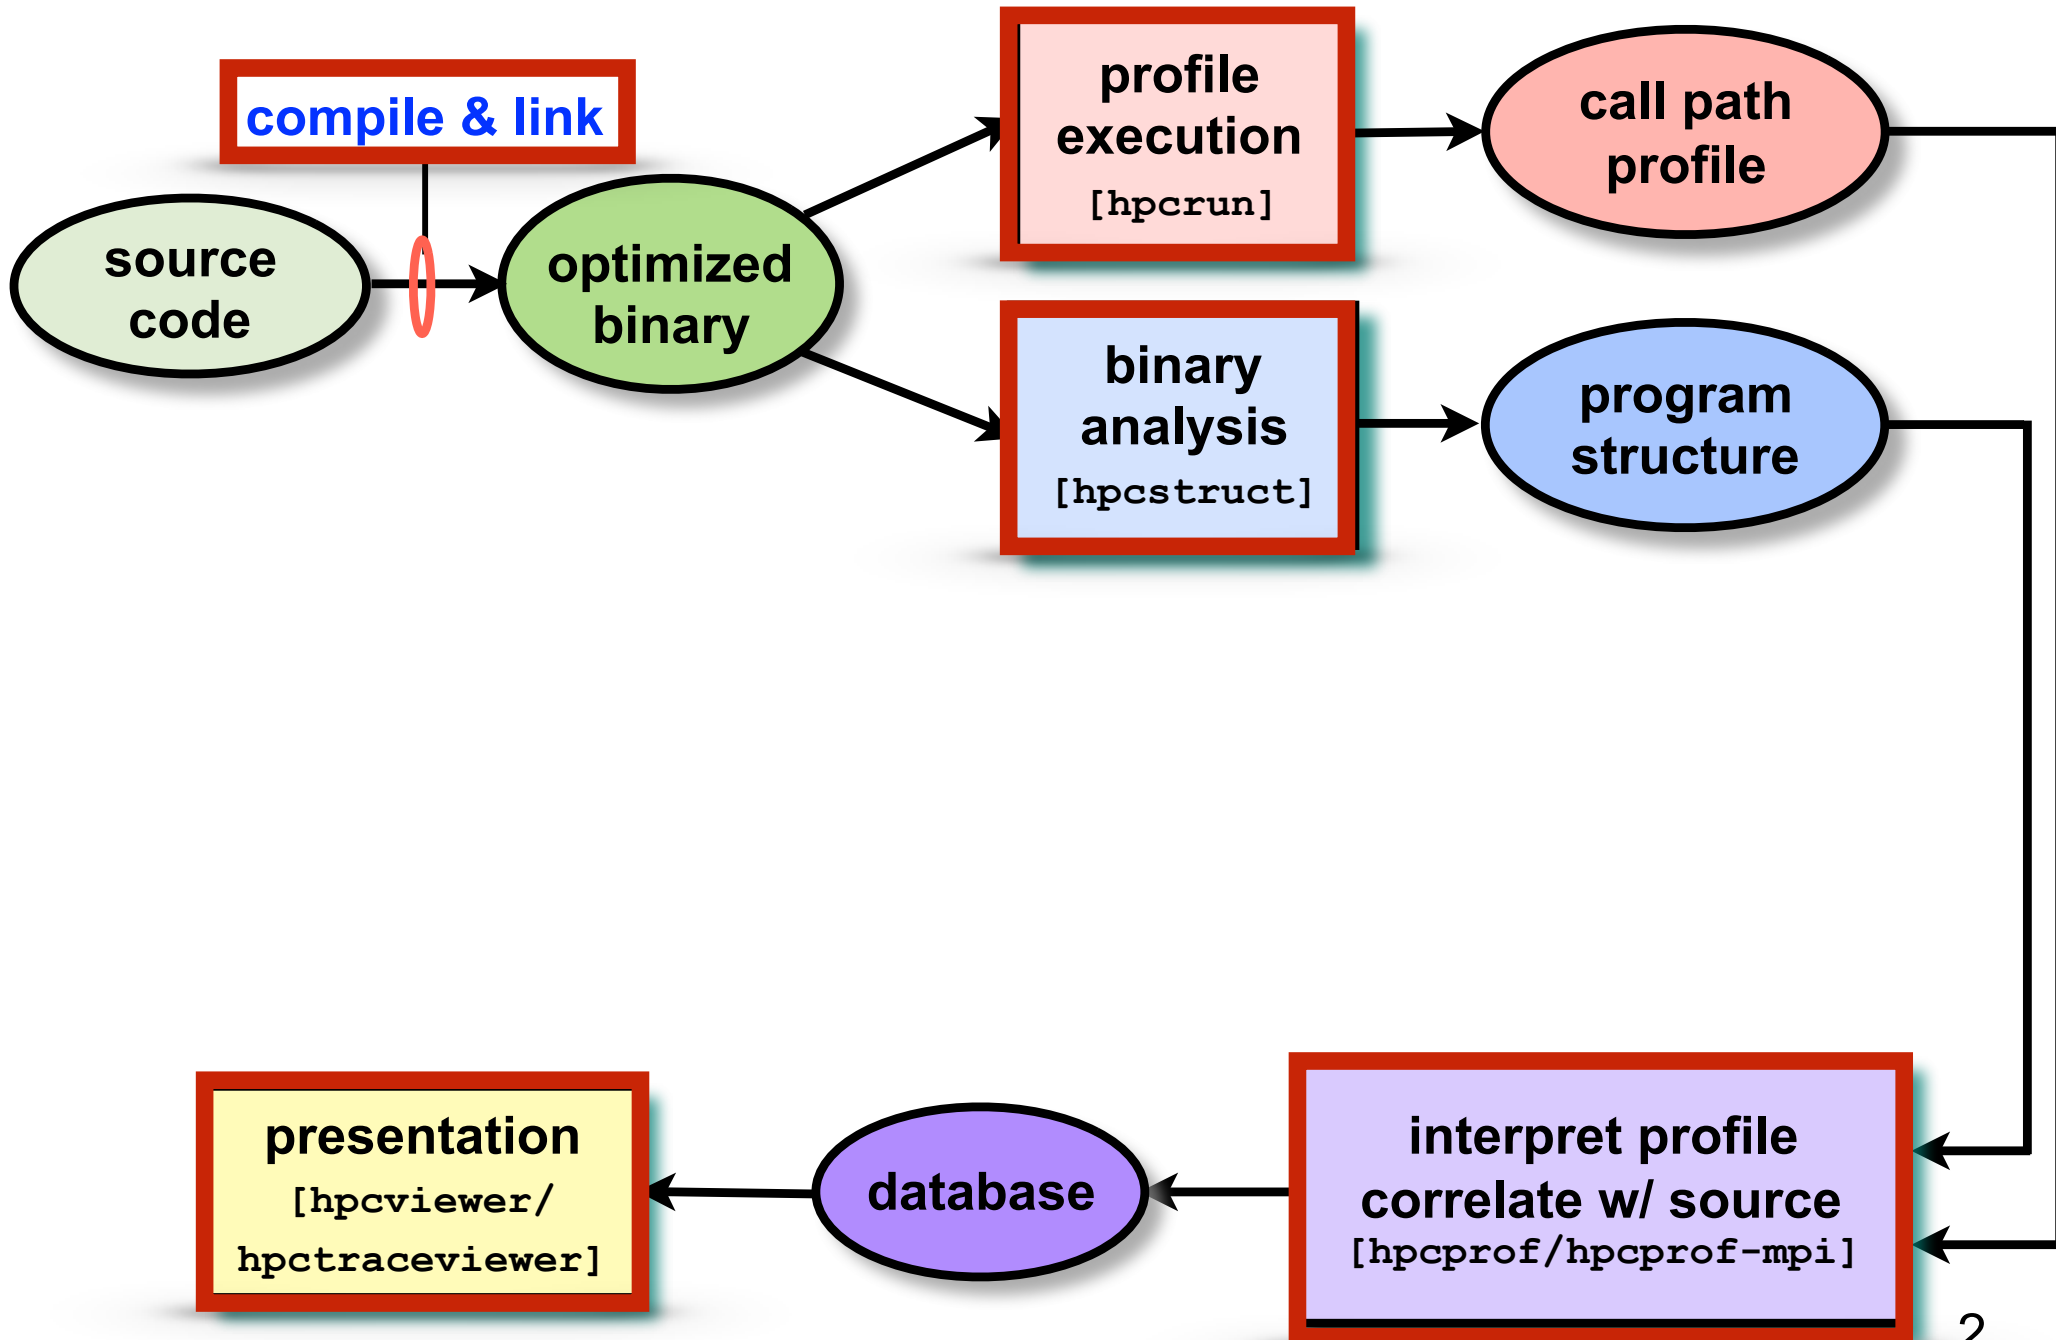 compile & link
source
code
optimized
binary
profile
execution
[hpcrun]
call path
profile
binary
analysis
[hpcstruct]
program
structure
interpret profile
correlate w/ source
[hpcprof/hpcprof-mpi]
database
presentation
[hpcviewer/
hpctraceviewer]
2